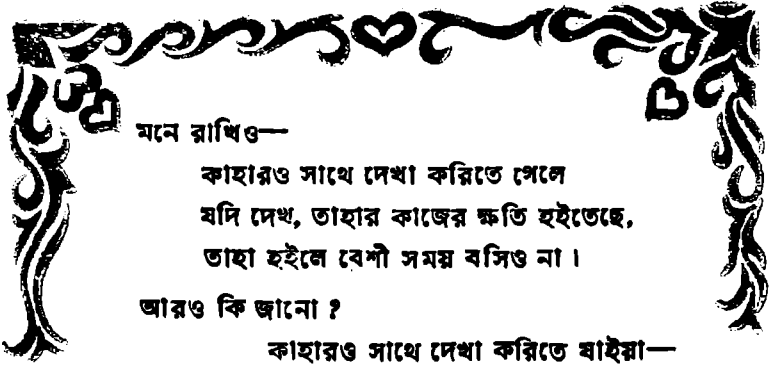 মনে রাখিও—
কাহারও সাথে দেখা করিতে গেলে
যদি দেখ, তাহার কাজের ক্ষতি হইতেছে,
তাহা হইলে বেশী সময় বসিও না।
আরও কি জানো?
কাহারও সাথে দেখা করিতে যাইয়া—